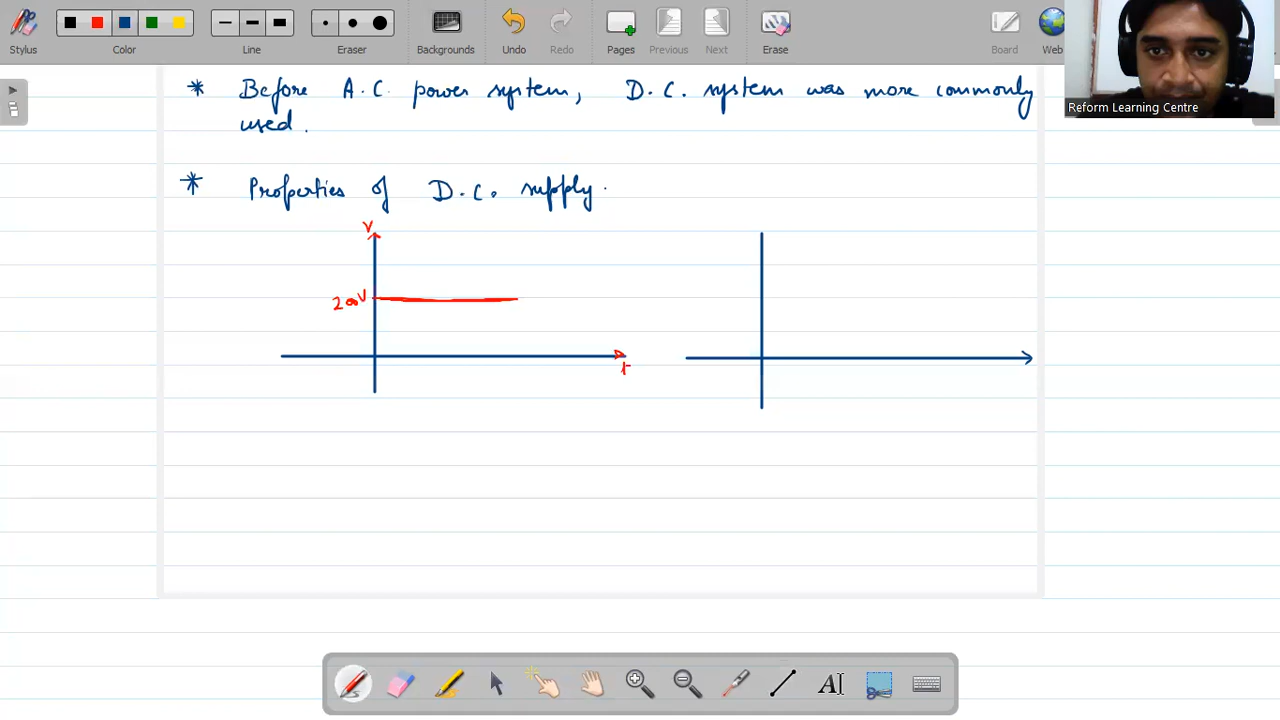 Stylus
Color
Line
Eraser
Backgrounds
Undo
Redo
Pages
Previous
Next
Erase
Board
Web
Reform Learning Centre
* Before A.C. power system, D.C. system was more commonly
used.
* Properties of D.C. supply.
V
200V
t
A